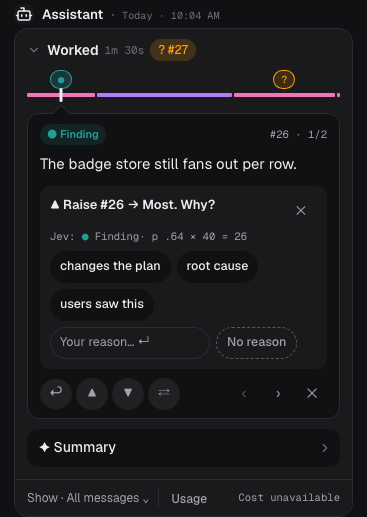 Assistant · Today · 10:04 AM
Worked 1m 30s ? #27
?
Finding #26 · 1/2
The badge store still fans out per row.
▲ Raise #26 → Most. Why? ×
Jev: ● Finding· p .64 × 40 = 26
changes the plan root cause
users saw this
Your reason… ↵ No reason
↩ ▲ ▼ ⇄ ‹ › ×
✦ Summary ›
Show · All messages ⌄ Usage Cost unavailable